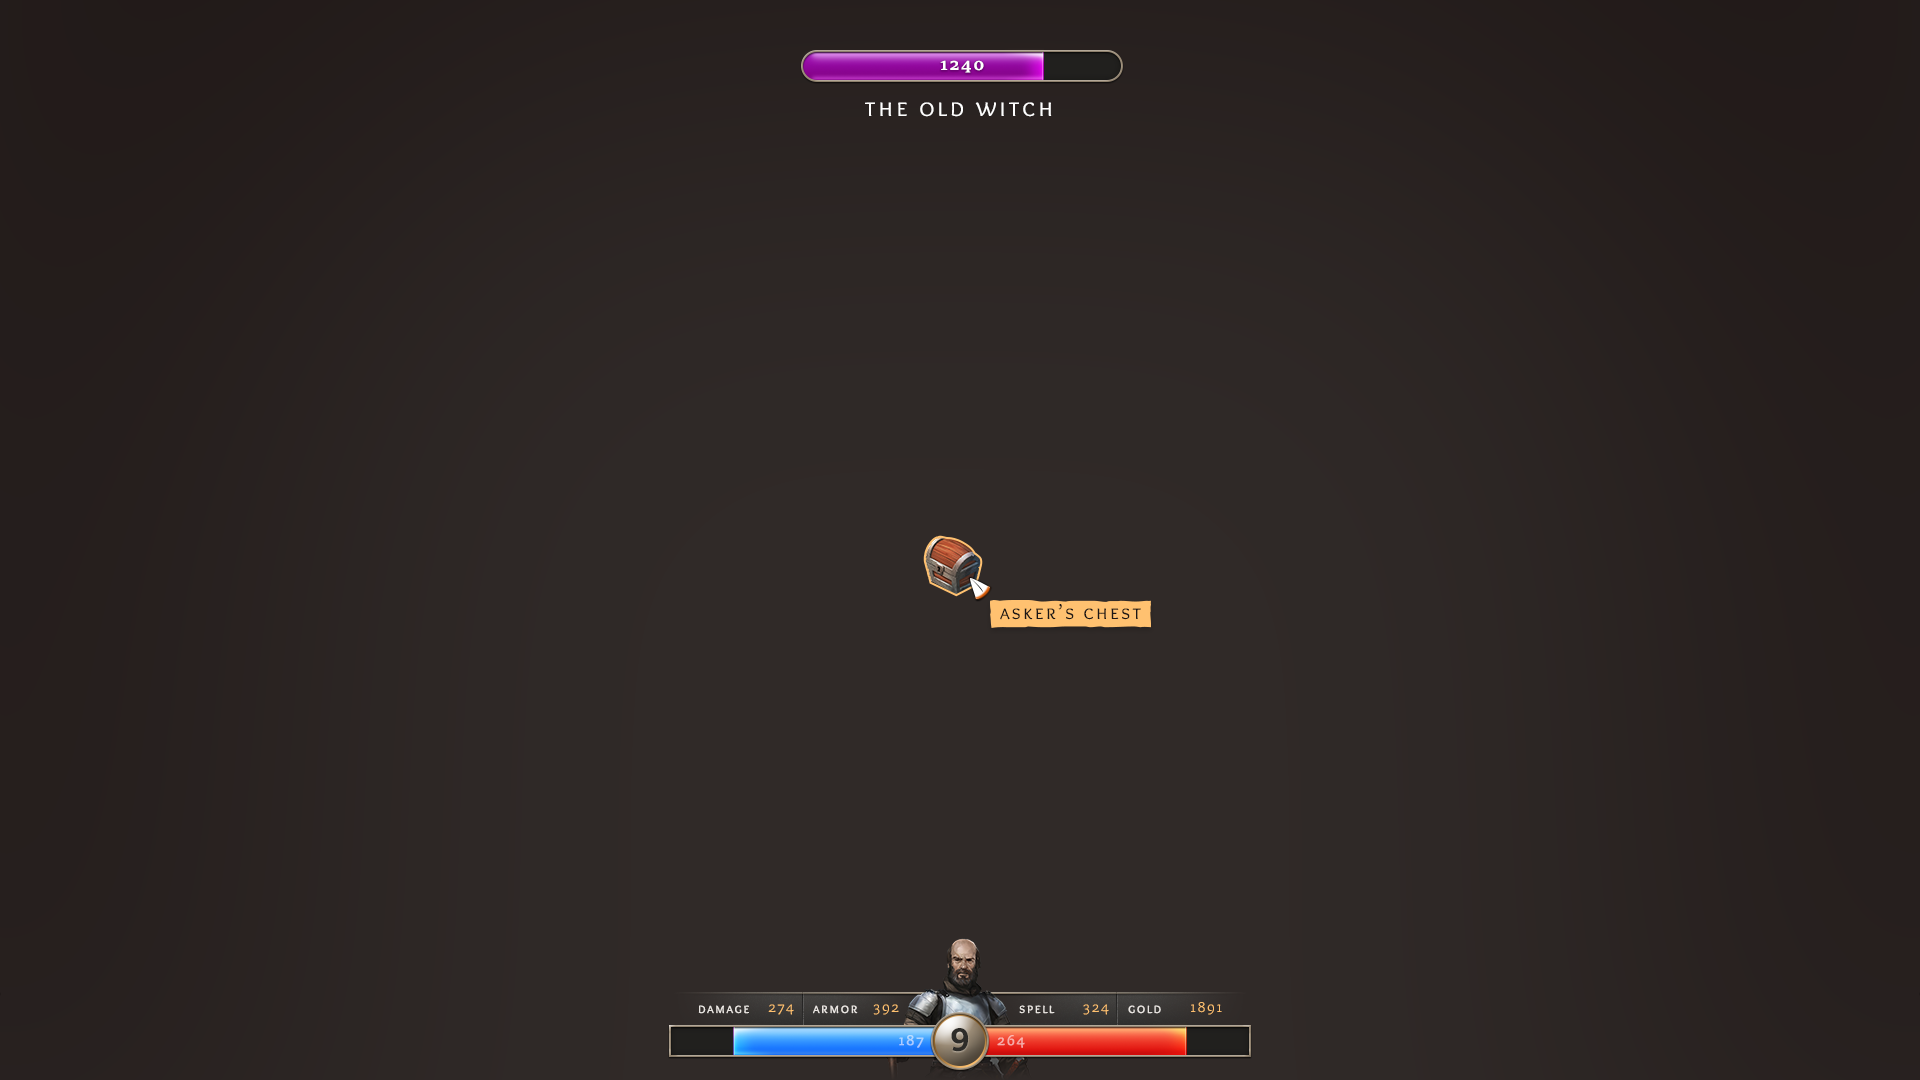 1240
THE OLD WITCH
ASKER'S CHEST
DAMAGE 274 ARMOR 392 SPELL 324 GOLD 1891
187 9 264